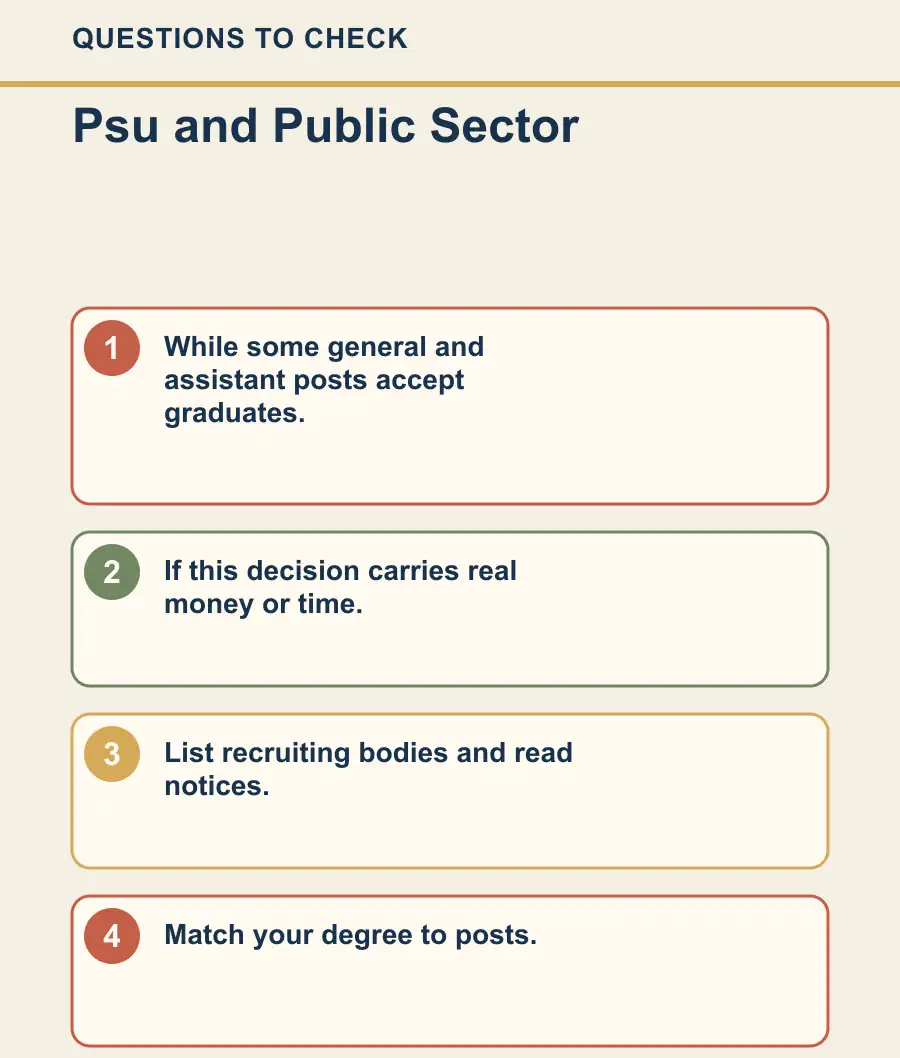 QUESTIONS TO CHECK
Psu and Public Sector
1
While some general and
assistant posts accept
graduates.
2
If this decision carries real
money or time.
3
List recruiting bodies and read
notices.
4
Match your degree to posts.